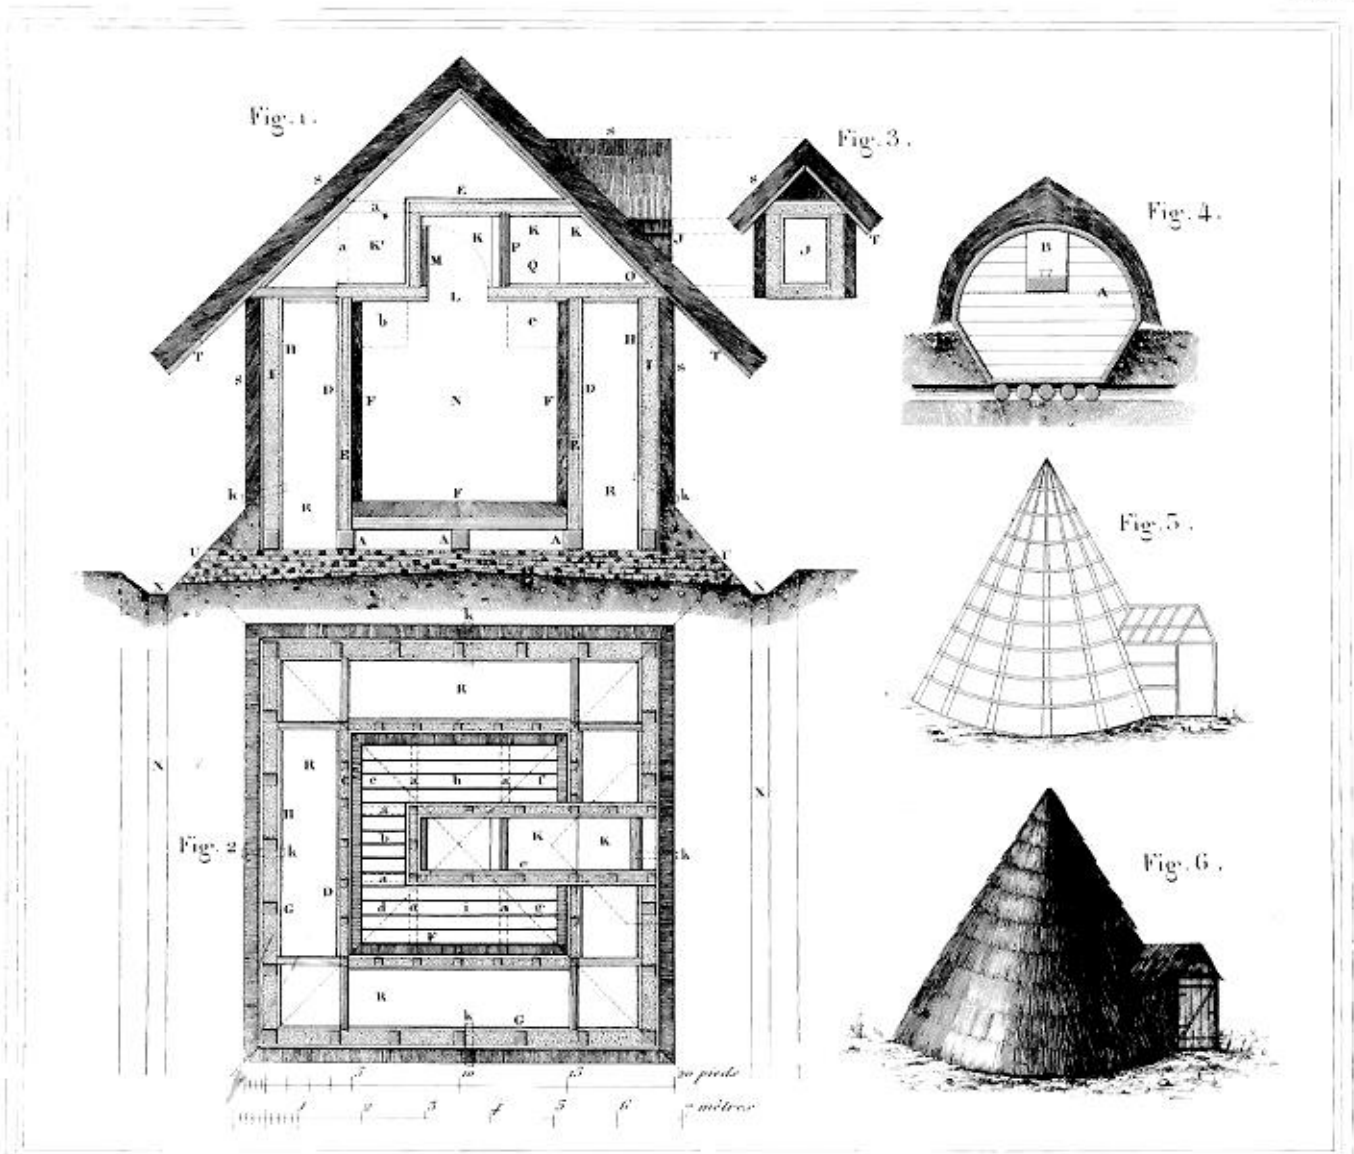 Fig. 1.
S
Fig. 3.
S
S
E
a
Fig. 4.
a
K'
K
K
K
P
J
J
T
B
M
Q
O
A
L
b
e
T
H
H
T
S
I
I
S
D
F
N
F
D
Fig. 5.
E
E
k
F
k
R
R
A
A
A
U
U
X
X
k
R
X
R
c
e
a
h
a
f
X
a
H
b
K
K
Fig. 2
k
k
e
a
Fig. 6.
D
G
d
a
i
a
g
F
R
k
G
5
10
15
20 pieds
1
2
3
4
5
6
7 mètres